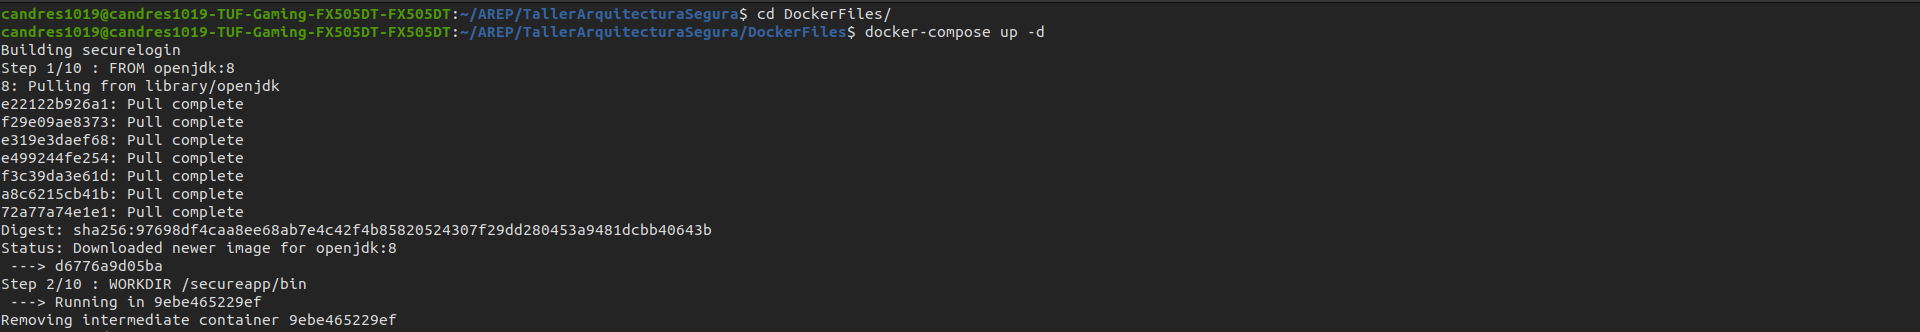 candres1019@candres1019-TUF-Gaming-FX505DT-FX505DT:~/AREP/TallerArquitecturaSegura$ cd DockerFiles/
candres1019@candres1019-TUF-Gaming-FX505DT-FX505DT:~/AREP/TallerArquitecturaSegura/DockerFiles$ docker-compose up -d
Building securelogin
Step 1/10 : FROM openjdk:8
8: Pulling from library/openjdk
e22122b926a1: Pull complete
f29e09ae8373: Pull complete
e319e3daef68: Pull complete
e499244fe254: Pull complete
f3c39da3e61d: Pull complete
a8c6215cb41b: Pull complete
72a77a74e1e1: Pull complete
Digest: sha256:97698df4caa8ee68ab7e4c42f4b85820524307f29dd280453a9481dcbb40643b
Status: Downloaded newer image for openjdk:8
 ---> d6776a9d05ba
Step 2/10 : WORKDIR /secureapp/bin
 ---> Running in 9ebe465229ef
Removing intermediate container 9ebe465229ef